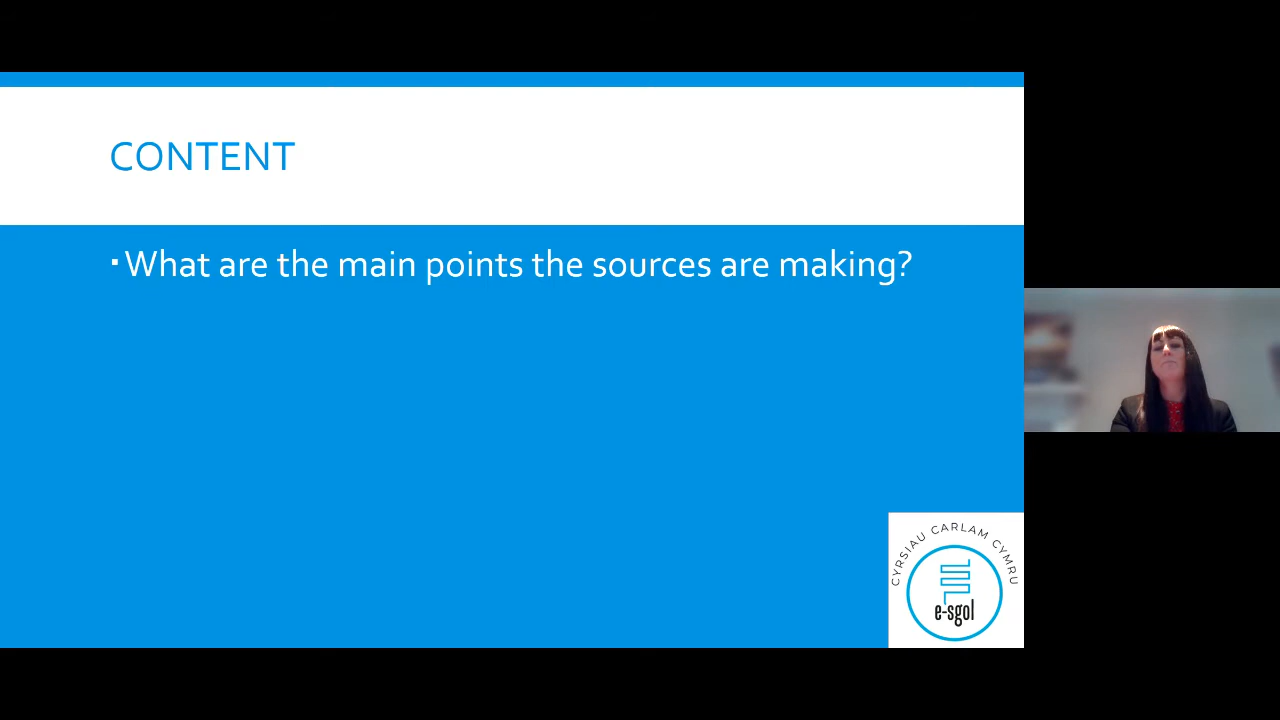 CONTENT
▪ What are the main points the sources are making?
CYRSIAU CARLAM CYMRU
e-sgol